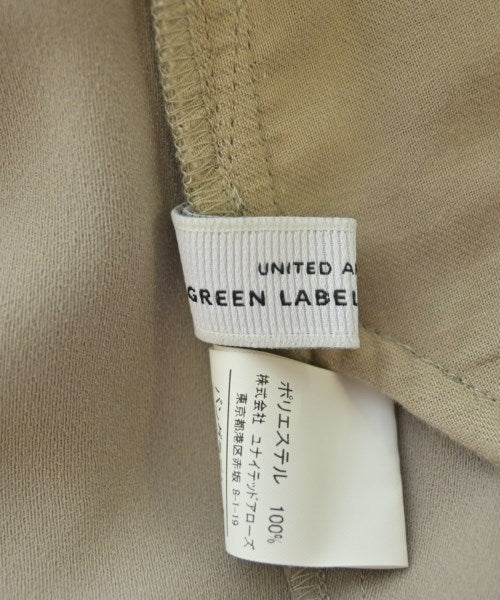 UNITED A
GREEN LABEL
ポリエステル 100%
株式会社 ユナイテッドアローズ
東京都港区赤坂 8-1-19